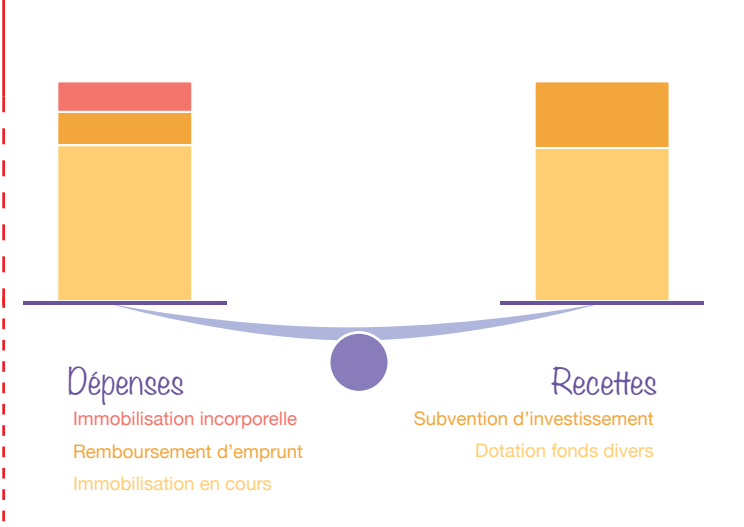 Dépenses
Immobilisation incorporelle
Remboursement d'emprunt
Immobilisation en cours
Recettes
Subvention d'investissement
Dotation fonds divers